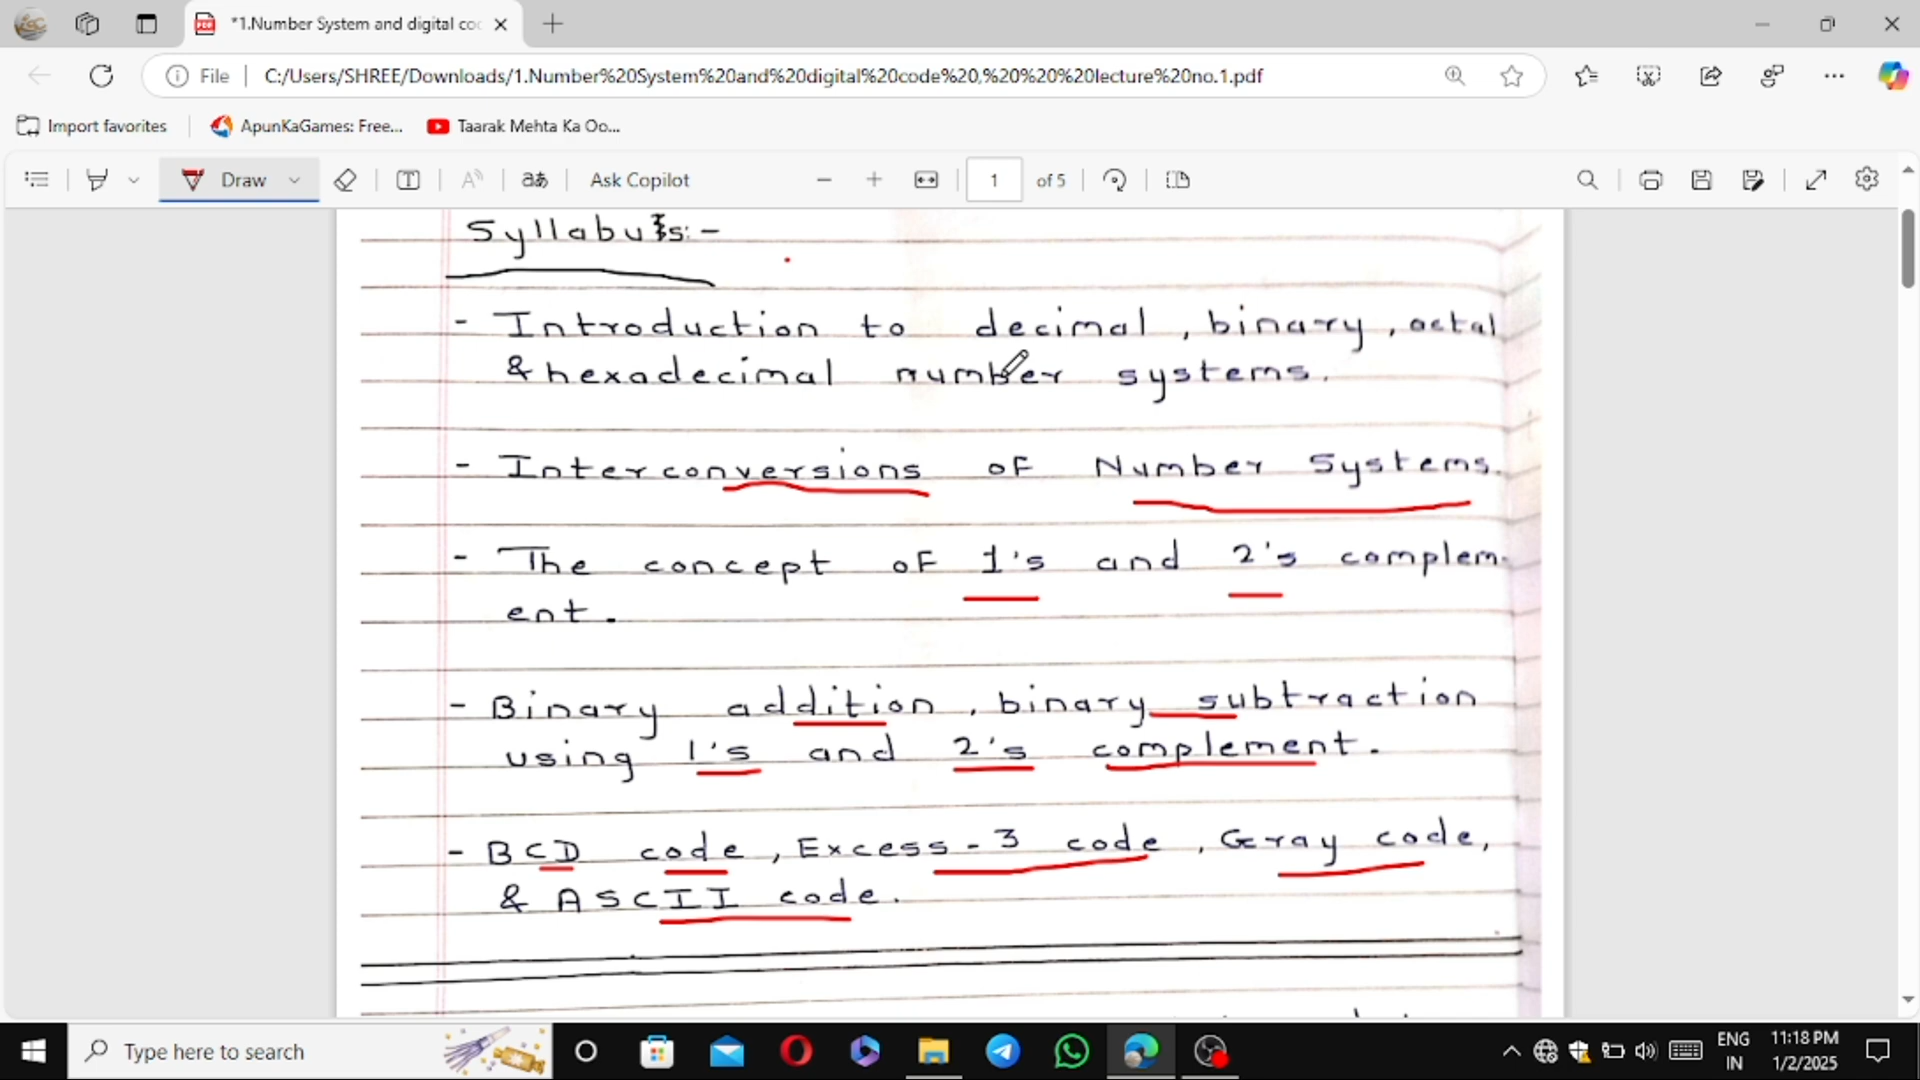 *1.Number System and digital co
File
C:/Users/SHREE/Downloads/1.Number%20System%20and%20digital%20code%20,%20%20%20lecture%20no.1.pdf
Import favorites
ApunKaGames: Free...
Taarak Mehta Ka Oo...
Draw
Ask Copilot
1 of 5
Syllabus:-
- Introduction to decimal, binary, octal
& hexadecimal number systems.
- Interconversions of Number Systems.
- The concept of 1's and 2's complem-
ent.
- Binary addition, binary subtraction
using 1's and 2's complement.
- BCD code, Excess-3 code, Gray code,
& ASCII code.
Type here to search
ENG
IN
11:18 PM
1/2/2025